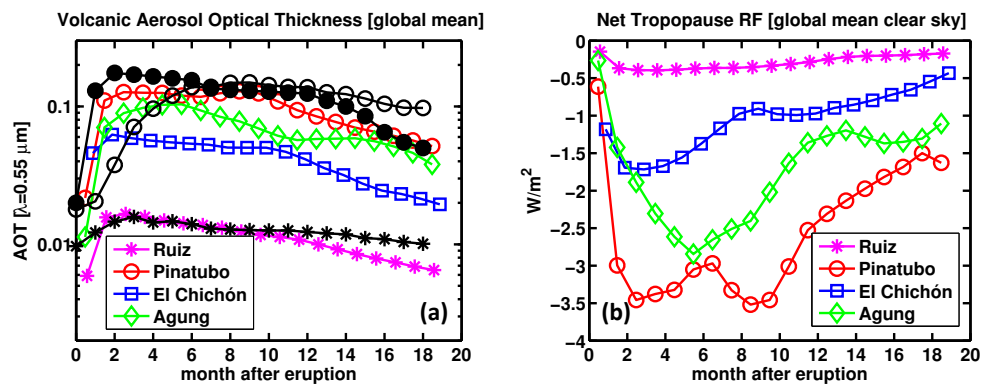 Volcanic Aerosol Optical Thickness [global mean]
AOT [λ=0.55 μm]
0.1
0.01
Ruiz
Pinatubo
El Chichón
Agung
(a)
0 2 4 6 8 10 12 14 16 18 20
month after eruption
Net Tropopause RF [global mean clear sky]
W/m²
0
−0.5
−1
−1.5
−2
−2.5
−3
−3.5
−4
Ruiz
Pinatubo
El Chichón
Agung
(b)
0 2 4 6 8 10 12 14 16 18 20
month after eruption